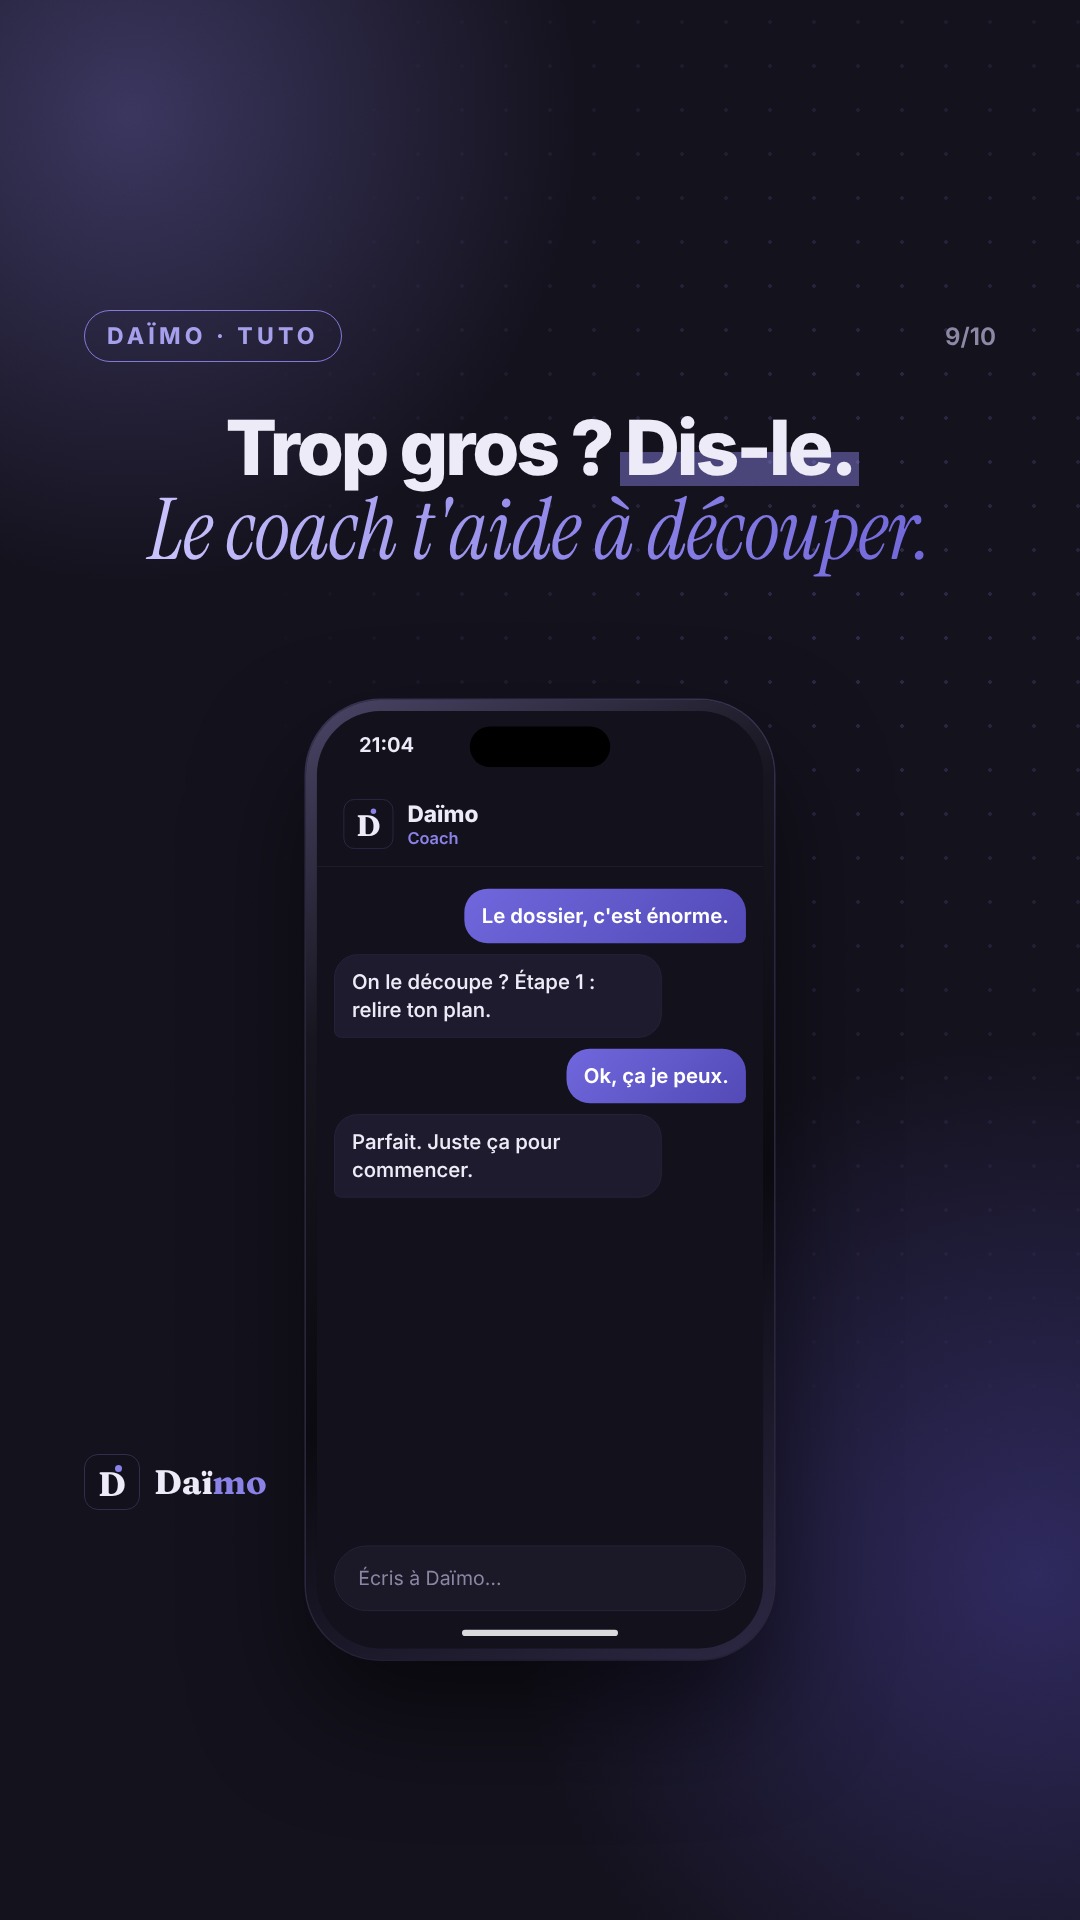 DAÏMO · TUTO
9/10
Trop gros ? Dis-le.
Le coach t'aide à découper.
21:04
D
Daïmo
Coach
Le dossier, c'est énorme.
On le découpe ? Étape 1 :
relire ton plan.
Ok, ça je peux.
Parfait. Juste ça pour
commencer.
D
Daïmo
Écris à Daïmo...